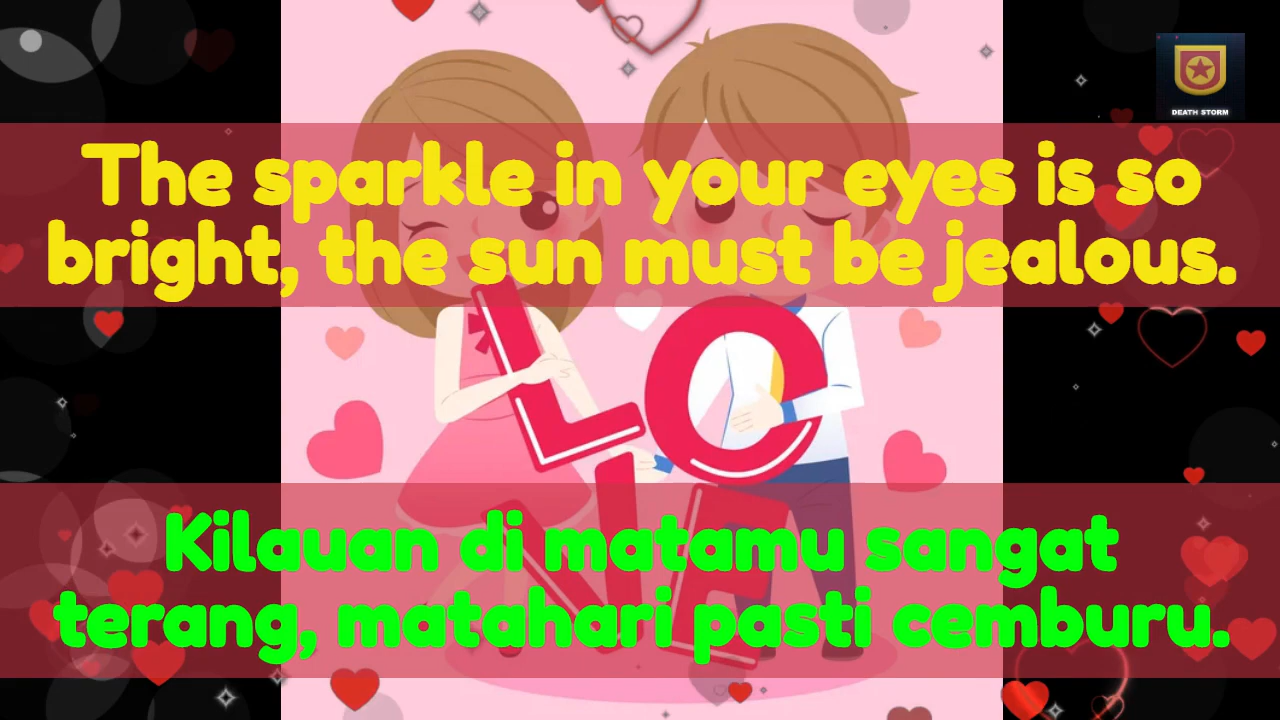 DEATH STORM
The sparkle in your eyes is so
bright, the sun must be jealous.
LO
VE
Kilauan di matamu sangat
terang, matahari pasti cemburu.